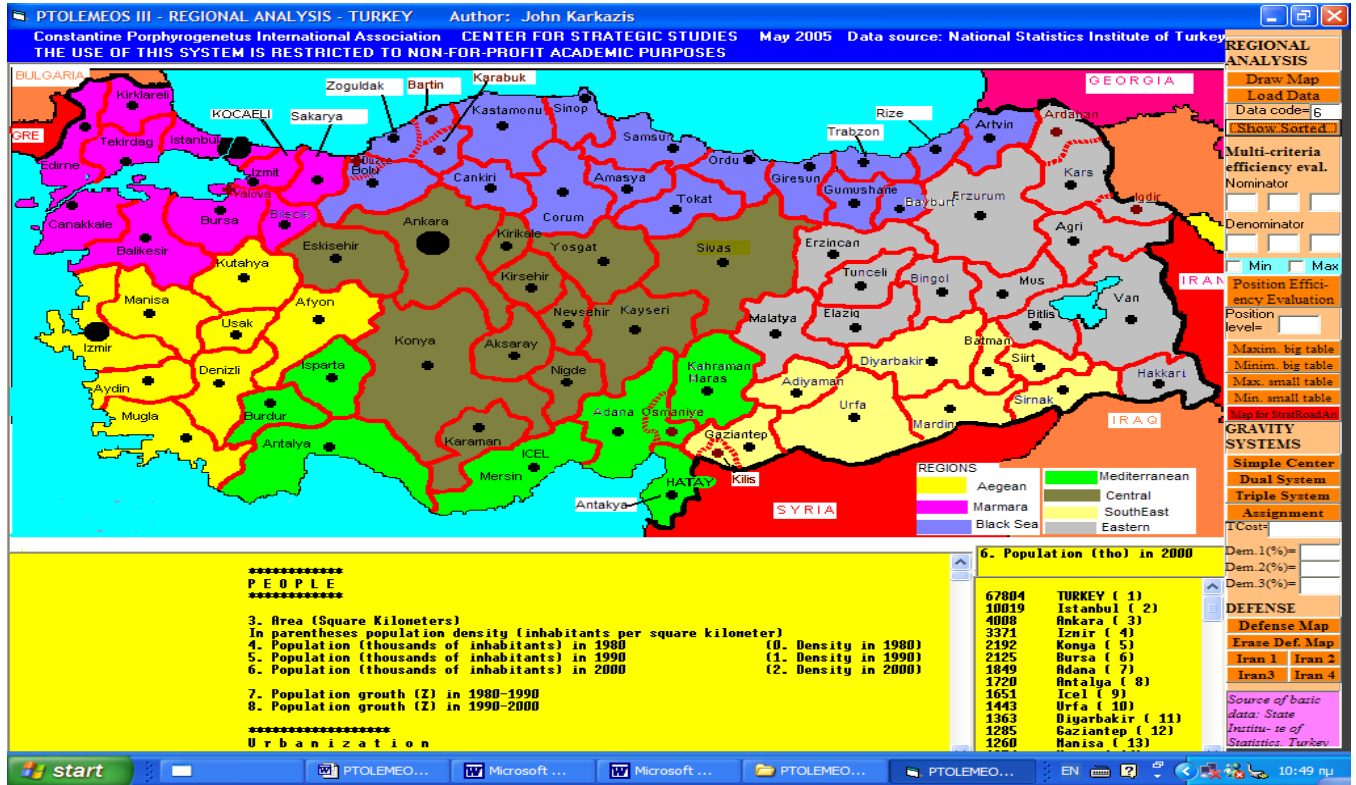 PTOLEMEOS III - REGIONAL ANALYSIS - TURKEY Author: John Karkazis
Constantine Porphyrogenetus International Association CENTER FOR STRATEGIC STUDIES May 2005 Data source: National Statistics Institute of Turkey
THE USE OF THIS SYSTEM IS RESTRICTED TO NON-FOR-PROFIT ACADEMIC PURPOSES
BULGARIA
GRE
GEORGIA
IRAN
IRAQ
SYRIA
Kirklareli
Zoguldak
Bartin
Karabuk
KOCAELI
Sakarya
Tekirdag
Istanbul
Edirne
Izmit
Yalova
Duzce
Bolu
Kastamonu
Sinop
Samsun
Ordu
Giresun
Trabzon
Rize
Artvin
Ardahan
Kars
Igdir
Canakkale
Bursa
Bilecik
Balikesir
Ankara
Cankiri
Corum
Amasya
Tokat
Gumushane
Bayburt
Erzurum
Agri
Eskisehir
Kirikale
Yosgat
Sivas
Erzincan
Kutahya
Manisa
Afyon
Usak
Izmir
Kirsehir
Nevsehir
Kayseri
Tunceli
Bingol
Mus
Van
Malatya
Elazig
Bitlis
Konya
Aksaray
Nigde
Aydin
Denizli
Isparta
Burdur
Mugla
Antalya
Karaman
ICEL
Mersin
Adana
Osmaniye
Kahraman
Maras
Adiyaman
Diyarbakir
Batman
Siirt
Sirnak
Hakkari
Urfa
Mardin
Gaziantep
Kilis
HATAY
Antakya
REGIONS
Aegean
Marmara
Black Sea
Mediterranean
Central
SouthEast
Eastern
************
P E O P L E
************
3. Area (Square Kilometers)
In parentheses population density (inhabitants per square kilometer)
4. Population (thousands of inhabitants) in 1980 (0. Density in 1980)
5. Population (thousands of inhabitants) in 1990 (1. Density in 1990)
6. Population (thousands of inhabitants) in 2000 (2. Density in 2000)
7. Population grouth (%) in 1980-1990
8. Population grouth (%) in 1990-2000
******************
U r b a n i z a t i o n
6. Population (tho) in 2000
67804 TURKEY ( 1)
10019 Istanbul ( 2)
4008 Ankara ( 3)
3371 Izmir ( 4)
2192 Konya ( 5)
2125 Bursa ( 6)
1849 Adana ( 7)
1720 Antalya ( 8)
1651 Icel ( 9)
1443 Urfa ( 10)
1363 Diyarbakir ( 11)
1285 Gaziantep ( 12)
1260 Manisa ( 13)
REGIONAL
ANALYSIS
Draw Map
Load Data
Data code= 6
Show Sorted
Multi-criteria
efficiency eval.
Nominator
Denominator
Min Max
Position Effici-
ency Evaluation
Position
level=
Maxim. big table
Minim. big table
Max. small table
Min. small table
Map for StratRoadAn
GRAVITY
SYSTEMS
Simple Center
Dual System
Triple System
Assignment
TCost=
Dem.1(%)=
Dem.2(%)=
Dem.3(%)=
DEFENSE
Defense Map
Erase Def. Map
Iran 1 Iran 2
Iran3 Iran 4
Source of basic
data: State
Institu- te of
Statistics. Turkey
start PTOLEMEO... Microsoft ... Microsoft ... PTOLEMEO... PTOLEMEO... EN 10:49 πμ